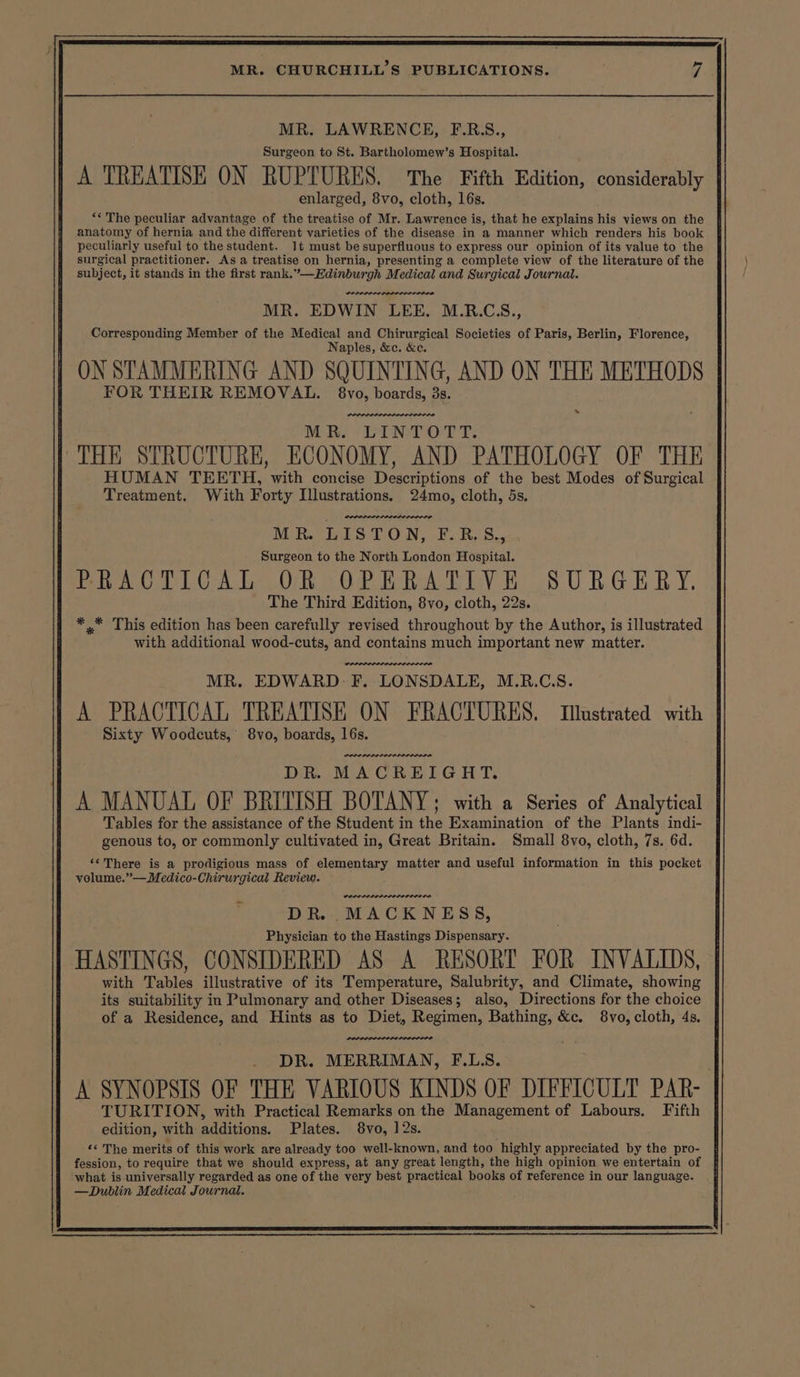 MR. CHURCHILL'S PUBLICATIONS. 7
MR. LAWRENCE, F.R.S.,
Surgeon to St. Bartholomew's Hospital.
A TREATISE ON RUPTURES. The Fifth Edition, considerably
enlarged, 8vo, cloth, 16s.
“The peculiar advantage of the treatise of Mr. Lawrence is, that he explains his views on the
anatomy of hernia and the different varieties of the disease in a manner which renders his book
peculiarly useful to the student. It must be superfluous to express our opinion of its value to the
surgical practitioner. As a treatise on hernia, presenting a complete view of the literature of the
subject, it stands in the first rank.”—Edinburgh Medical and Surgical Journal.
MR. EDWIN LEE. M.R.C.S.,
Corresponding Member of the Medical and Chirurgical Societies of Paris, Berlin, Florence,
Naples, &c. &c.
ON STAMMERING AND SQUINTING, AND ON THE METHODS
FOR THEIR REMOVAL. 8vo, boards, 3s.
MR. LINTOTT.
THE STRUCTURE, ECONOMY, AND PATHOLOGY OF THE
HUMAN TEETH, with concise Descriptions of the best Modes of Surgical
Treatment. With Forty Illustrations. 24mo, cloth, 5s.
MR. LISTON, F.R.S.,
Surgeon to the North London Hospital.
PRACTICAL OR OPERATIVE SURGERY.
The Third Edition, 8vo, cloth, 22s.
*** This edition has been carefully revised throughout by the Author, is illustrated
with additional wood-cuts, and contains much important new matter.
MR. EDWARD F. LONSDALE, M.R.C.S.
A PRACTICAL TREATISE ON FRACTURES. Illustrated with
Sixty Woodcuts, 8vo, boards, 16s.
DR. MACREIGHT.
A MANUAL OF BRITISH BOTANY; with a Series of Analytical
Tables for the assistance of the Student in the Examination of the Plants indi-
genous to, or commonly cultivated in, Great Britain. Small 8vo, cloth, 7s. 6d.
“There is a prodigious mass of elementary matter and useful information in this pocket
volume.”—Medico-Chirurgical Review.
DR. MACKNESS,
Physician to the Hastings Dispensary.
HASTINGS, CONSIDERED AS A RESORT FOR INVALIDS,
with Tables illustrative of its Temperature, Salubrity, and Climate, showing
its suitability in Pulmonary and other Diseases; also, Directions for the choice
of a Residence, and Hints as to Diet, Regimen, Bathing, &c. 8vo, cloth, 4s.
DR. MERRIMAN, F.L.S.
A SYNOPSIS OF THE VARIOUS KINDS OF DIFFICULT PAR-
TURITION, with Practical Remarks on the Management of Labours. Fifth
edition, with additions. Plates. 8vo, 12s.
“The merits of this work are already too well-known, and too highly appreciated by the pro-
fession, to require that we should express, at any great length, the high opinion we entertain of
what is universally regarded as one of the very best practical books of reference in our language.
—Dublin Medical Journal.